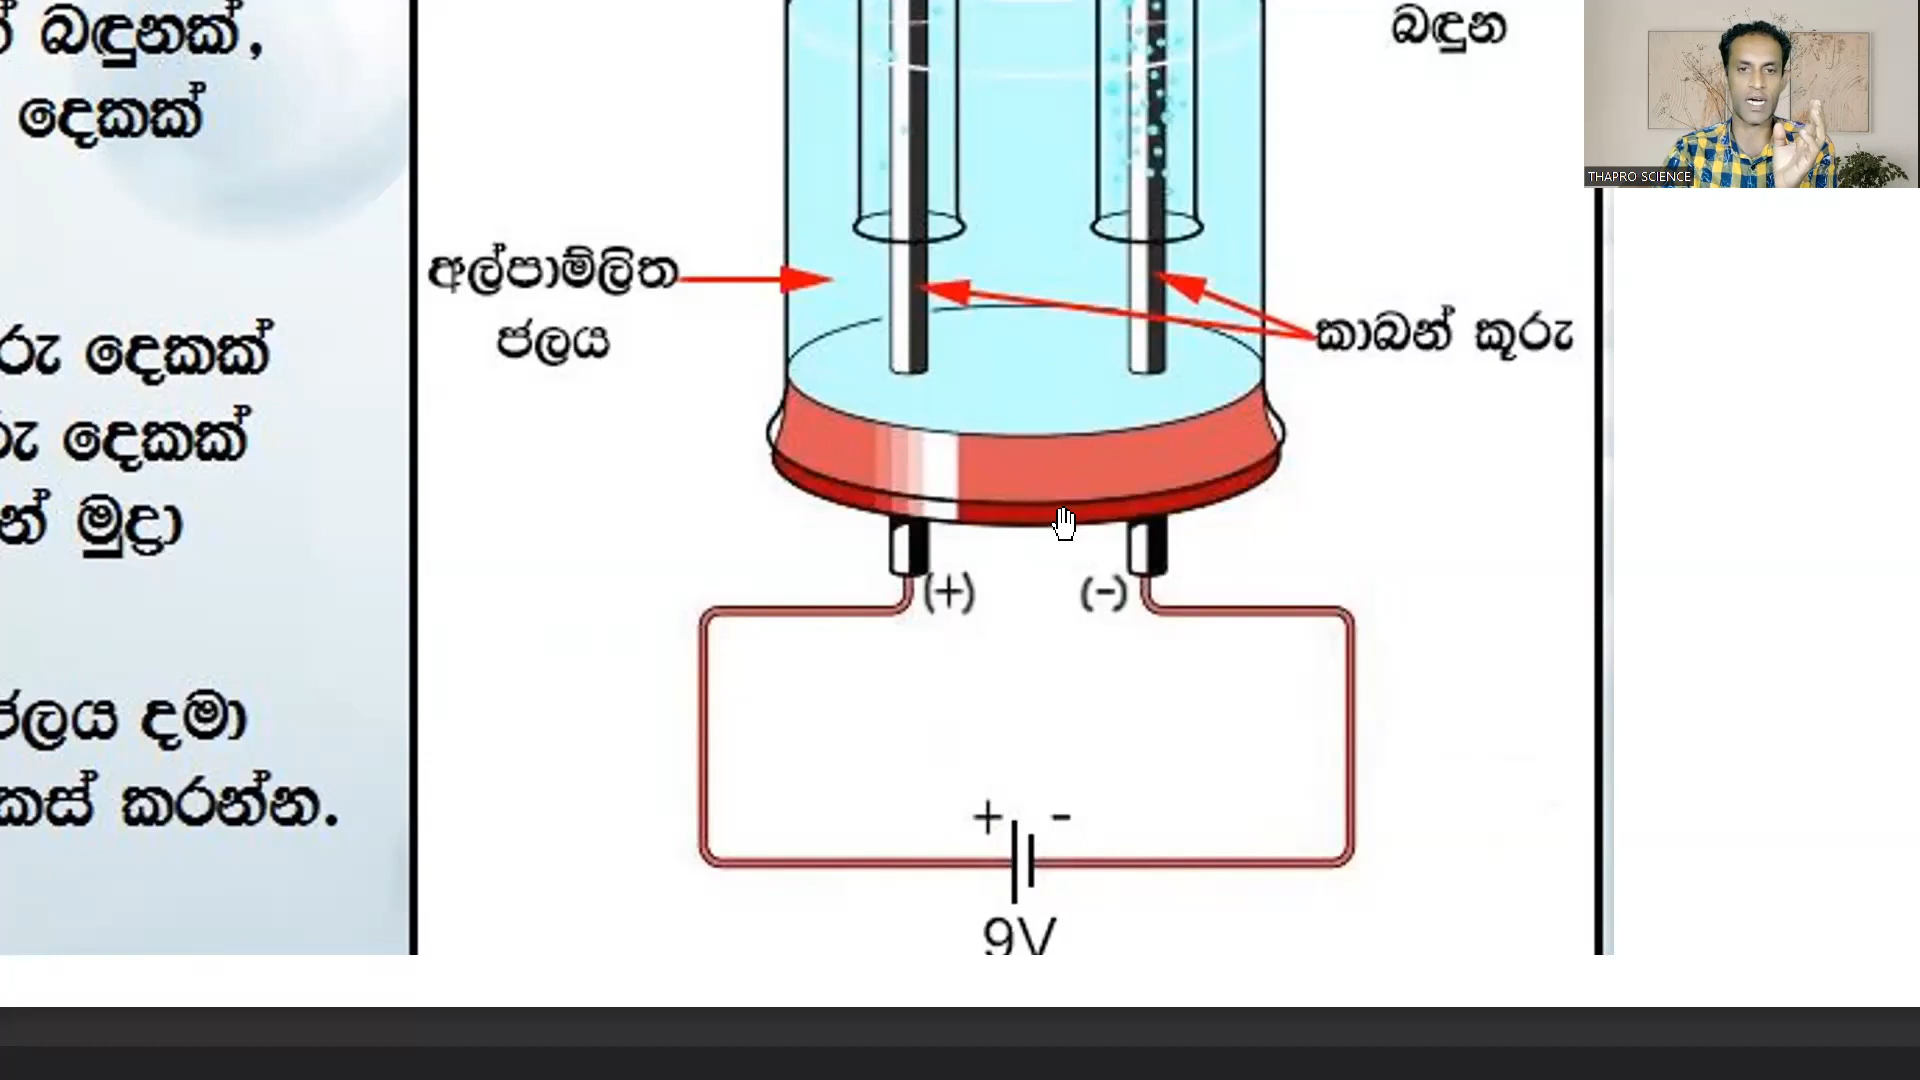 බඳුනක්,
දෙකක්
රු දෙකක්
රු දෙකක්
න් මුද්‍රා
ජලය දමා
කස් කරන්න.
බඳුන
අල්පාම්ලිත
ජලය
කාබන් කූරු
(+) (-)
+ -
9V
THAPRO SCIENCE